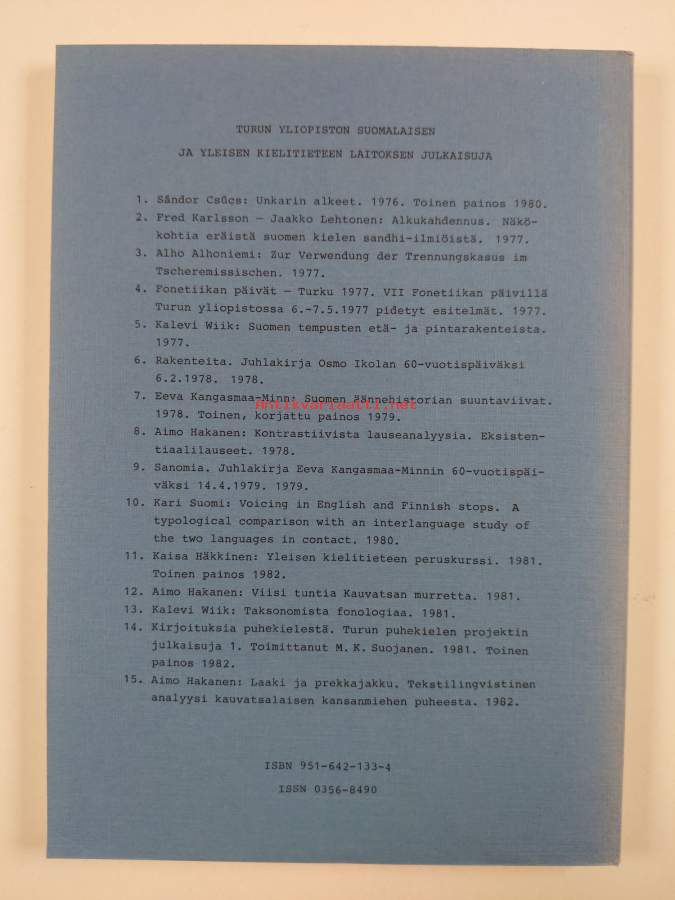 TURUN YLIOPISTON SUOMALAISEN
JA YLEISEN KIELITIETEEN LAITOKSEN JULKAISUJA
1. Sándor Csúcs: Unkarin alkeet. 1976. Toinen painos 1980.
2. Fred Karlsson — Jaakko Lehtonen: Alkukahdennus. Näkö-
kohtia eräistä suomen kielen sandhi-ilmiöistä. 1977.
3. Alho Alhoniemi: Zur Verwendung der Trennungskasus im
Tscheremissischen. 1977.
4. Fonetiikan päivät — Turku 1977. VII Fonetiikan päivillä
Turun yliopistossa 6.-7.5.1977 pidetyt esitelmät. 1977.
5. Kalevi Wiik: Suomen tempusten etä- ja pintarakenteista.
1977.
6. Rakenteita. Juhlakirja Osmo Ikolan 60-vuotispäiväksi
6.2.1978. 1978.
7. Eeva Kangasmaa-Minn: Suomen äännehistorian suuntaviivat.
Antikvariaatti.net
1978. Toinen, korjattu painos 1979.
8. Aimo Hakanen: Kontrastiivista lauseanalyysia. Eksisten-
tiaalilauseet. 1978.
9. Sanomia. Juhlakirja Eeva Kangasmaa-Minnin 60-vuotispäi-
väksi 14.4.1979. 1979.
10. Kari Suomi: Voicing in English and Finnish stops. A
typological comparison with an interlanguage study of
the two languages in contact. 1980.
11. Kaisa Häkkinen: Yleisen kielitieteen peruskurssi. 1981.
Toinen painos 1982.
12. Aimo Hakanen: Viisi tuntia Kauvatsan murretta. 1981.
13. Kalevi Wiik: Taksonomista fonologiaa. 1981.
14. Kirjoituksia puhekielestä. Turun puhekielen projektin
julkaisuja 1. Toimittanut M.K.Suojanen. 1981. Toinen
painos 1982.
15. Aimo Hakanen: Laaki ja prekkajakku. Tekstilingvistinen
analyysi kauvatsalaisen kansanmiehen puheesta. 1982.
ISBN 951-642-133-4
ISSN 0356-8490